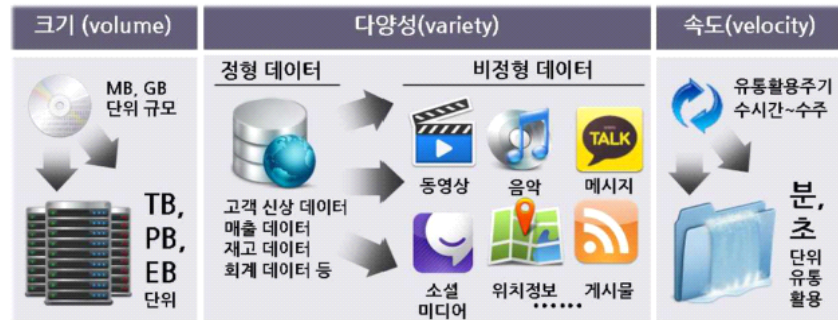 크기 (volume)
MB, GB
단위 규모
TB,
PB,
EB
단위
다양성(variety)
정형 데이터
고객 신상 데이터
매출 데이터
재고 데이터
회계 데이터 등
비정형 데이터
동영상
음악
TALK
메시지
소셜
미디어
위치정보
게시물
······
속도(velocity)
유통활용주기
수시간~수주
분,
초
단위
유통
활용